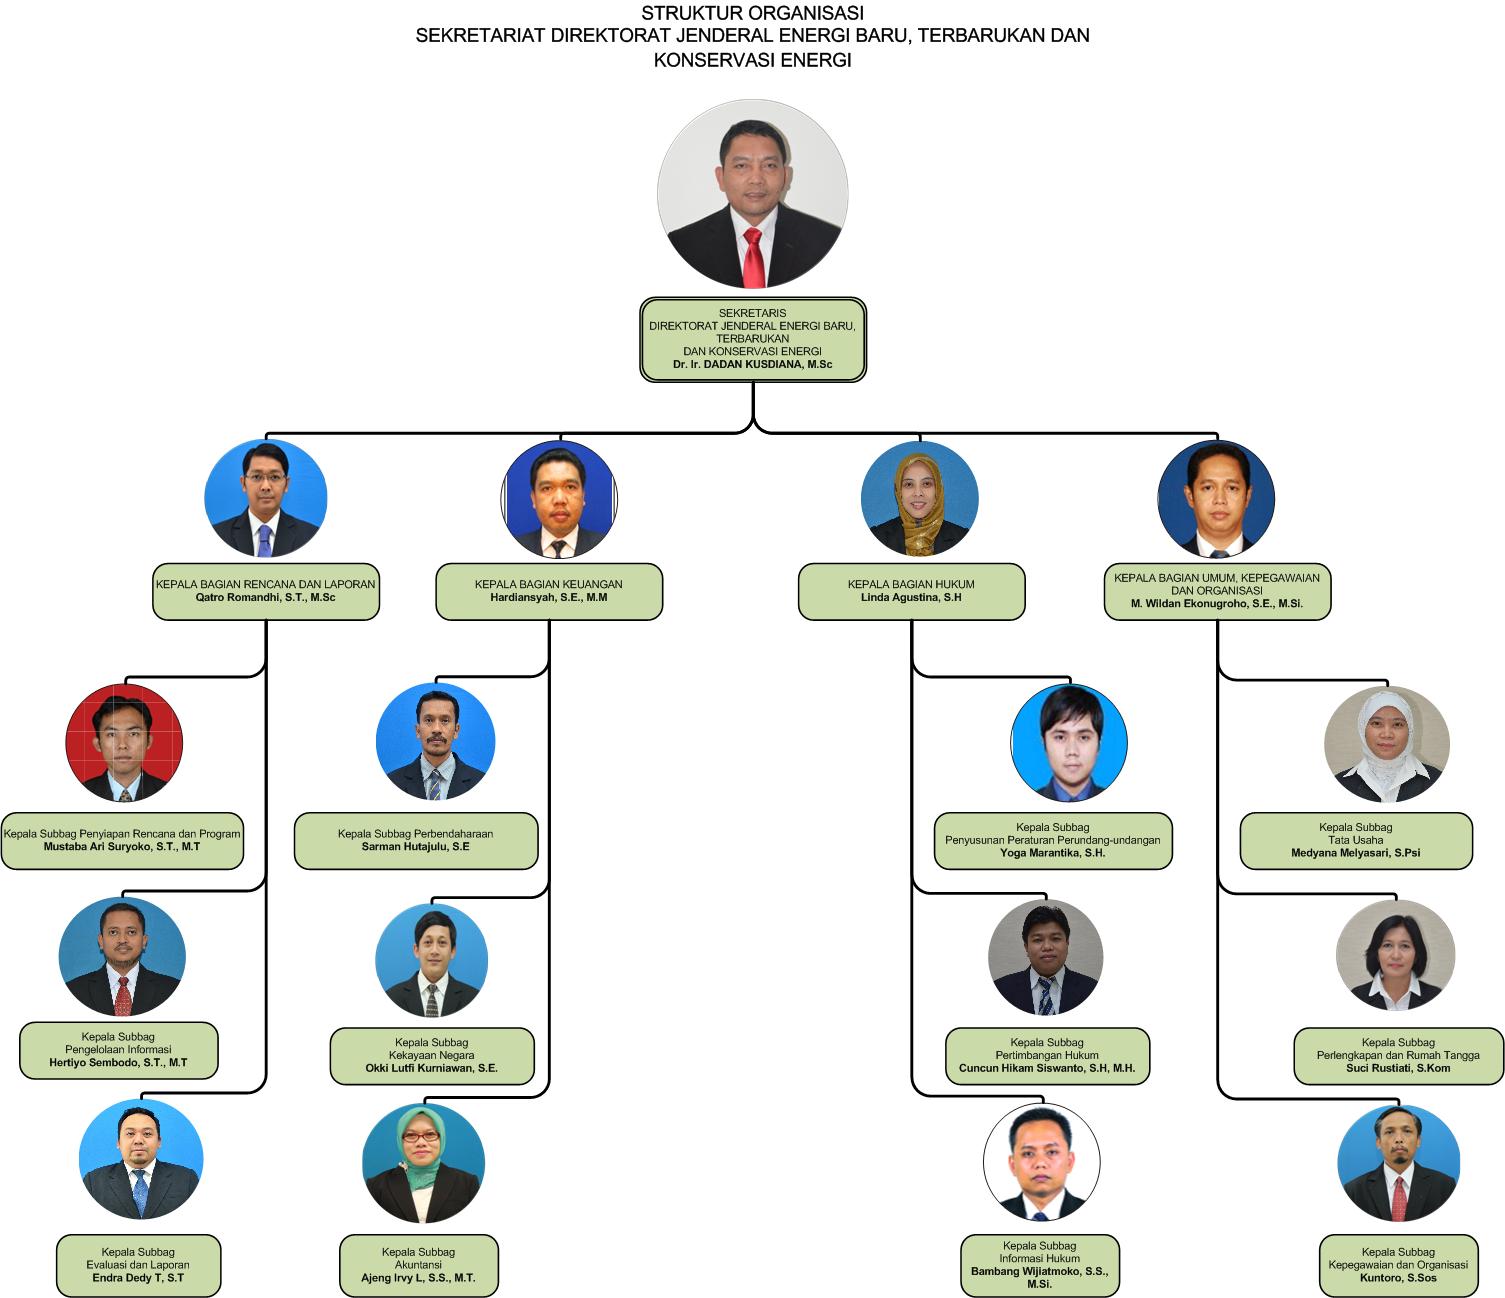 STRUKTUR ORGANISASI
SEKRETARIAT DIREKTORAT JENDERAL ENERGI BARU, TERBARUKAN DAN
KONSERVASI ENERGI
SEKRETARIS
DIREKTORAT JENDERAL ENERGI BARU,
TERBARUKAN
DAN KONSERVASI ENERGI
Dr. Ir. DADAN KUSDIANA, M.Sc
KEPALA BAGIAN RENCANA DAN LAPORAN
Qatro Romandhi, S.T., M.Sc
KEPALA BAGIAN KEUANGAN
Hardiansyah, S.E., M.M
KEPALA BAGIAN HUKUM
Linda Agustina, S.H
KEPALA BAGIAN UMUM, KEPEGAWAIAN
DAN ORGANISASI
M. Wildan Ekonugroho, S.E., M.Si.
Kepala Subbag Penyiapan Rencana dan Program
Mustaba Ari Suryoko, S.T., M.T
Kepala Subbag Perbendaharaan
Sarman Hutajulu, S.E
Kepala Subbag
Penyusunan Peraturan Perundang-undangan
Yoga Marantika, S.H.
Kepala Subbag
Tata Usaha
Medyana Melyasari, S.Psi
Kepala Subbag
Pengelolaan Informasi
Hertiyo Sembodo, S.T., M.T
Kepala Subbag
Kekayaan Negara
Okki Lutfi Kurniawan, S.E.
Kepala Subbag
Pertimbangan Hukum
Cuncun Hikam Siswanto, S.H, M.H.
Kepala Subbag
Perlengkapan dan Rumah Tangga
Suci Rustiati, S.Kom
Kepala Subbag
Evaluasi dan Laporan
Endra Dedy T, S.T
Kepala Subbag
Akuntansi
Ajeng Irvy L, S.S., M.T.
Kepala Subbag
Informasi Hukum
Bambang Wijiatmoko, S.S.,
M.Si.
Kepala Subbag
Kepegawaian dan Organisasi
Kuntoro, S.Sos